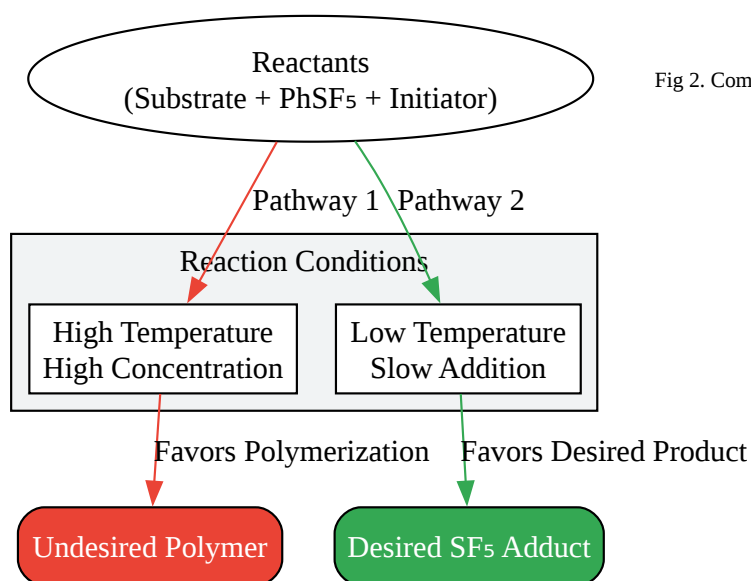 Reactants
(Substrate + PhSF₅ + Initiator)
Fig 2. Com
Pathway 1
Pathway 2
Reaction Conditions
High Temperature
High Concentration
Low Temperature
Slow Addition
Favors Polymerization
Favors Desired Product
Undesired Polymer
Desired SF₅ Adduct